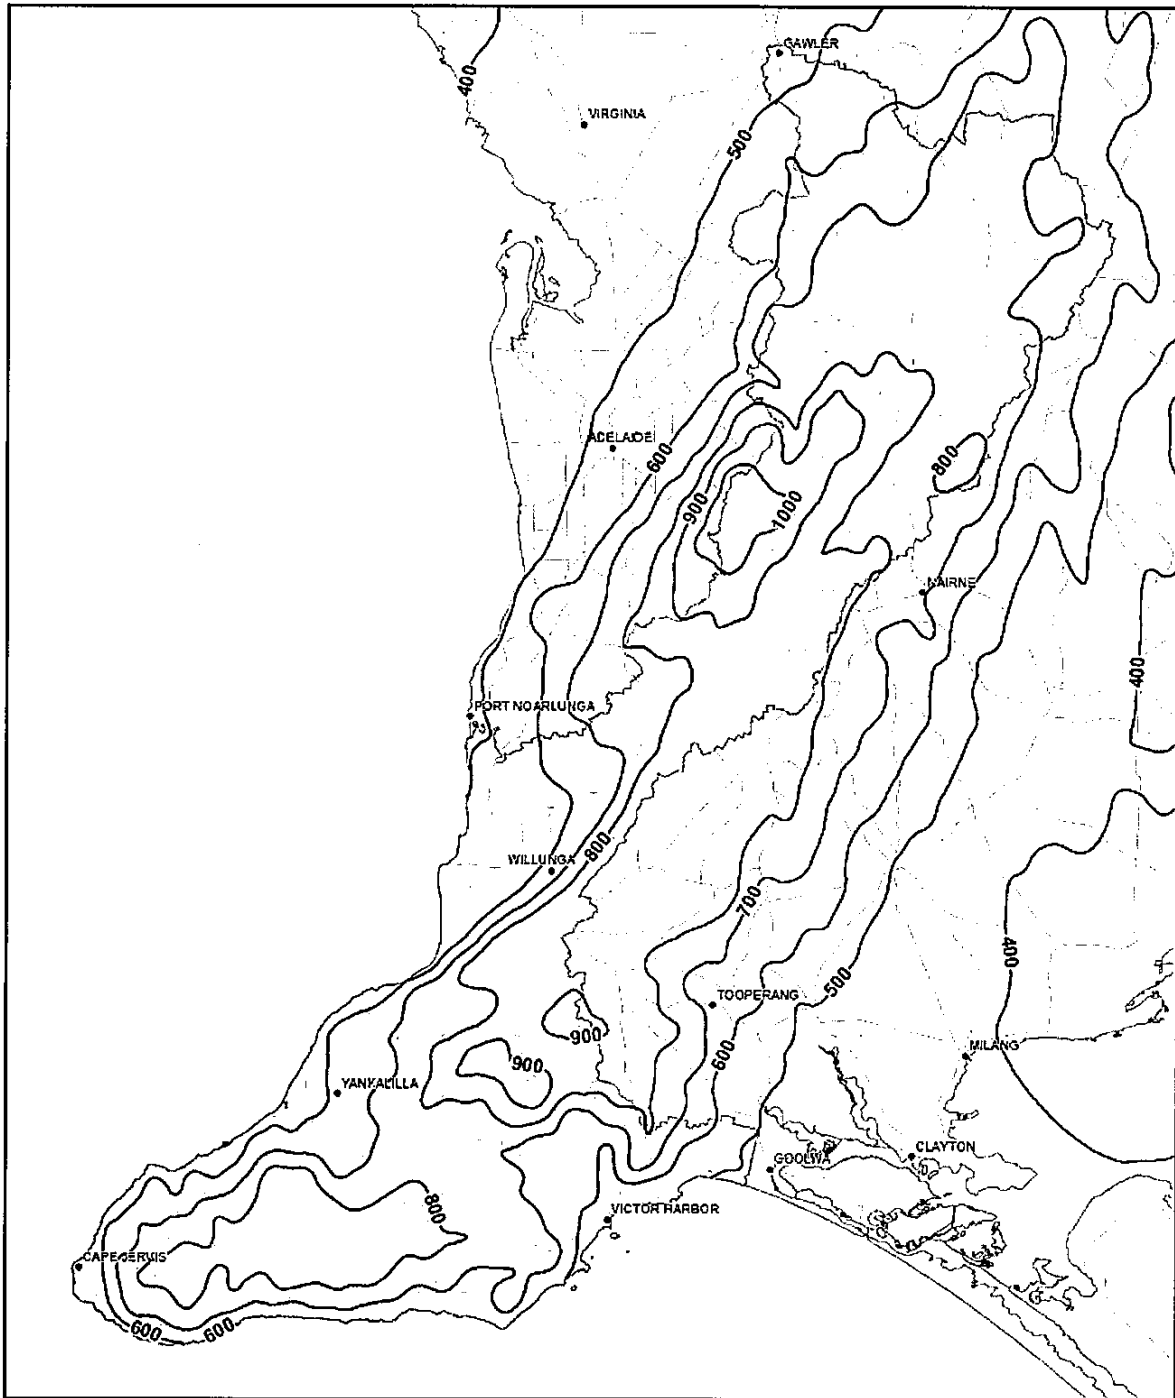 GAWLER
400
VIRGINIA
500
ADELAIDE
600
800
900
1000
NAIRNE
400
PORT NOARLUNGA
800
WILLUNGA
700
400
500
TOOPERANG
900
MILANG
900
600
YANKALILLA
CLAYTON
GOOLWA
800
VICTOR HARBOR
CAPE JERVIS
600
600